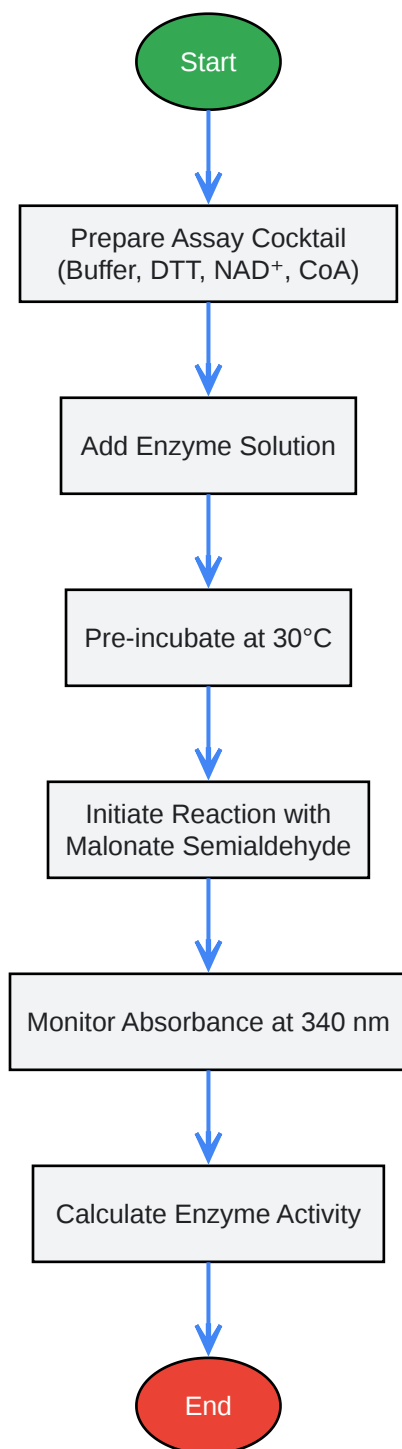 Start
Prepare Assay Cocktail
(Buffer, DTT, NAD⁺, CoA)
Add Enzyme Solution
Pre-incubate at 30°C
Initiate Reaction with
Malonate Semialdehyde
Monitor Absorbance at 340 nm
Calculate Enzyme Activity
End